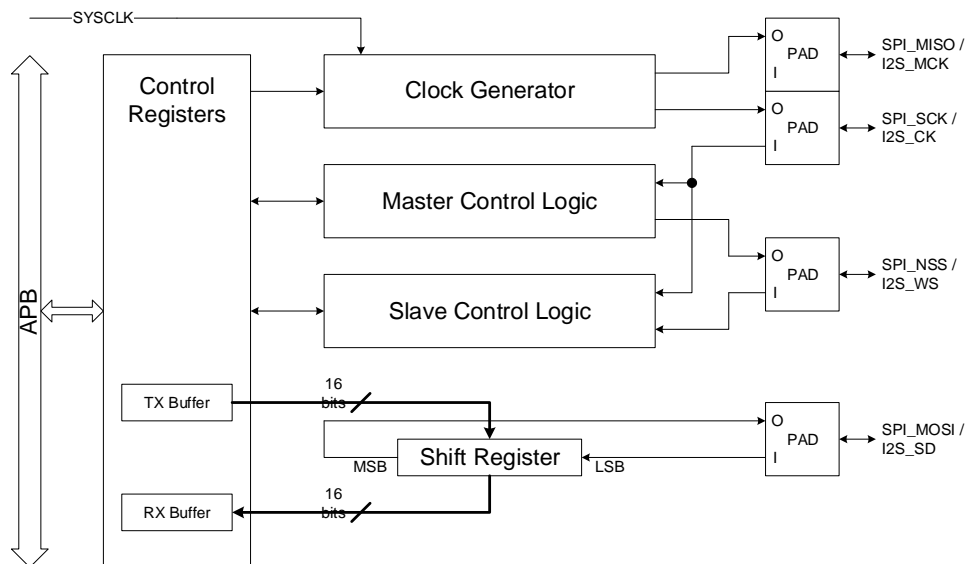 SYSCLK
APB
Control
Registers
Clock Generator
O
PAD
I
SPI_MISO /
I2S_MCK
O
PAD
I
SPI_SCK /
I2S_CK
Master Control Logic
Slave Control Logic
O
PAD
I
SPI_NSS /
I2S_WS
TX Buffer
16
bits
MSB
Shift Register
LSB
O
PAD
I
SPI_MOSI /
I2S_SD
RX Buffer
16
bits